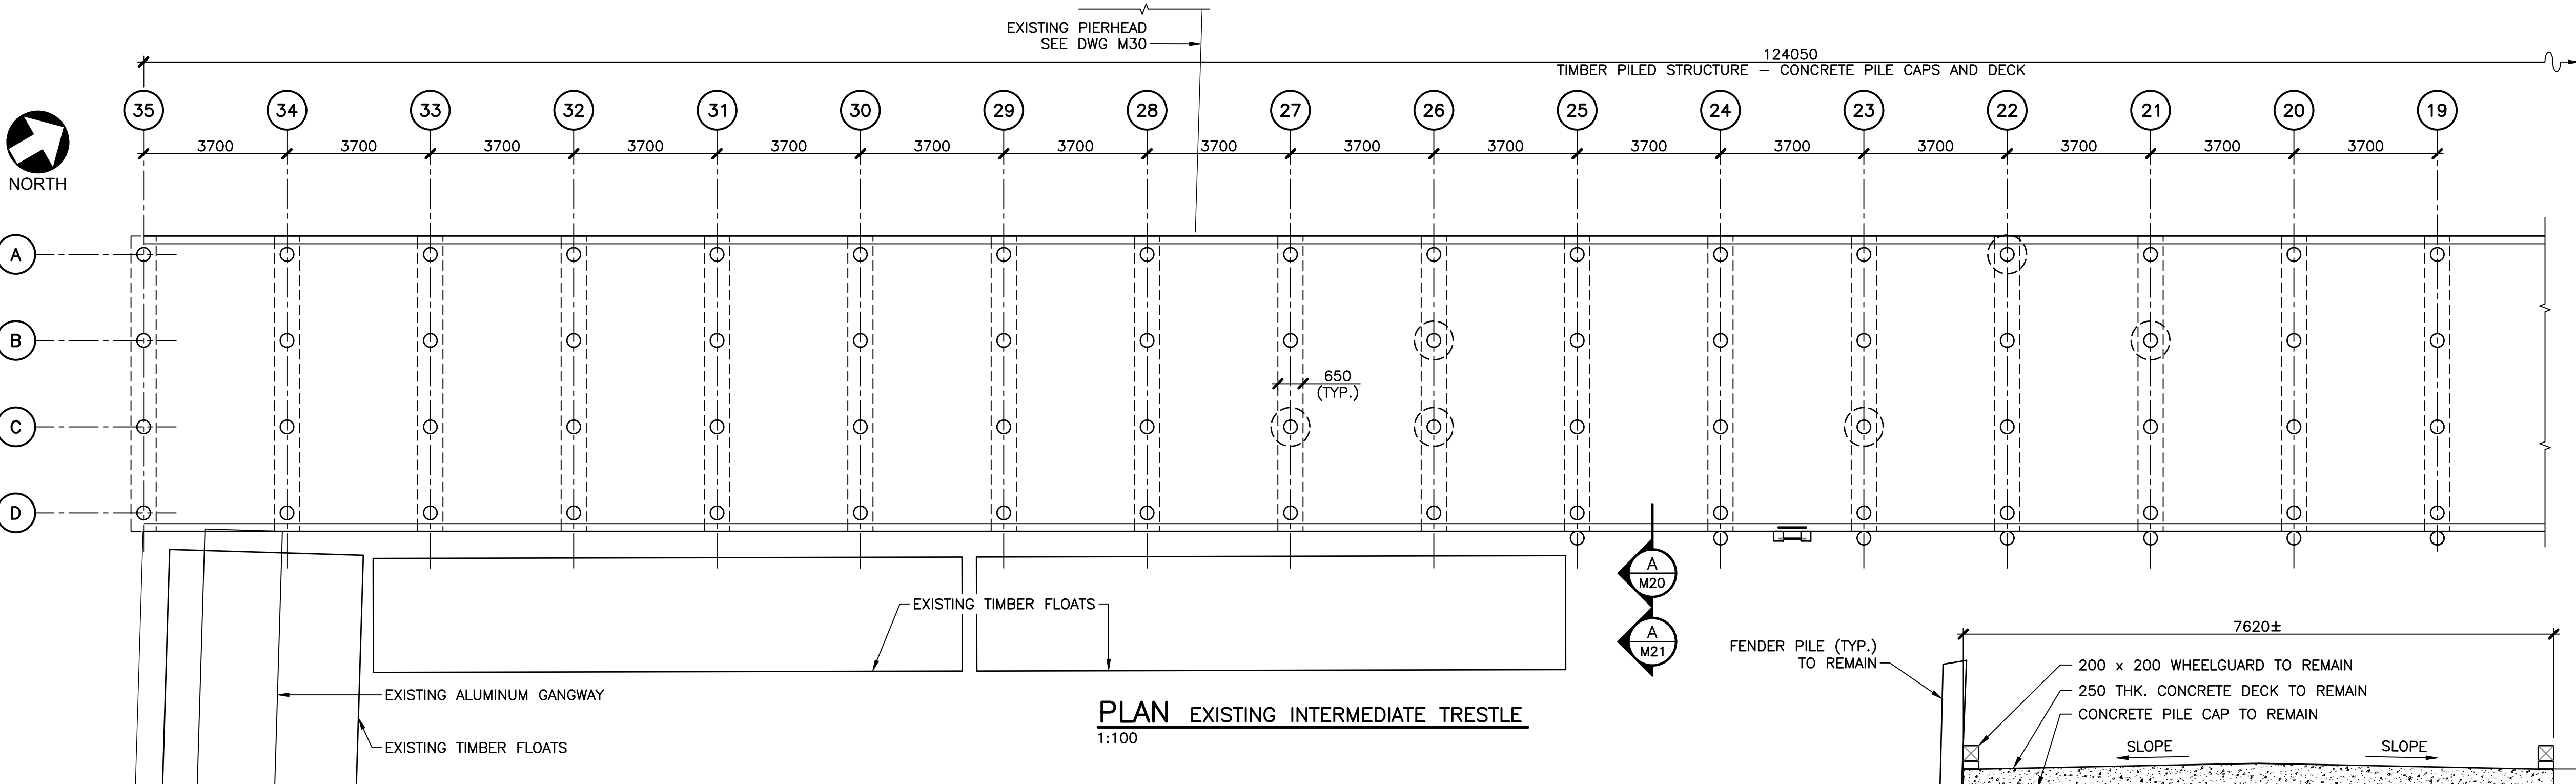 EXISTING PIERHEAD
SEE DWG M30
124050
TIMBER PILED STRUCTURE – CONCRETE PILE CAPS AND DECK
35 34 33 32 31 30 29 28 27 26 25 24 23 22 21 20 19
3700 3700 3700 3700 3700 3700 3700 3700 3700 3700 3700 3700 3700 3700 3700 3700
NORTH
A
B
C
D
650
(TYP.)
A
M20
A
M21
EXISTING TIMBER FLOATS
EXISTING ALUMINUM GANGWAY
EXISTING TIMBER FLOATS
PLAN EXISTING INTERMEDIATE TRESTLE
1:100
7620±
FENDER PILE (TYP.)
TO REMAIN
200 x 200 WHEELGUARD TO REMAIN
250 THK. CONCRETE DECK TO REMAIN
CONCRETE PILE CAP TO REMAIN
SLOPE SLOPE